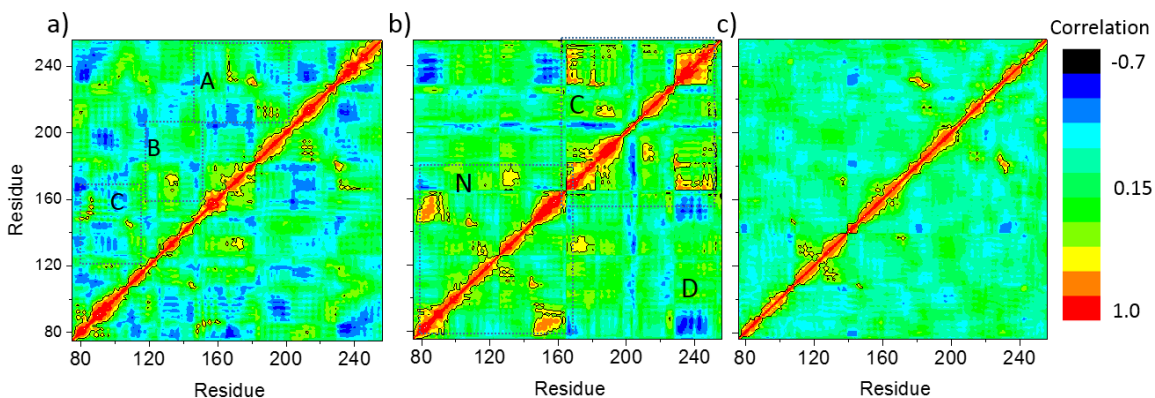 a)
b)
c)
Correlation
240
200
160
120
80
A
B
C
C
N
D
-0.7
0.15
1.0
Residue
80 120 160 200 240
80 120 160 200 240
80 120 160 200 240
Residue
Residue
Residue